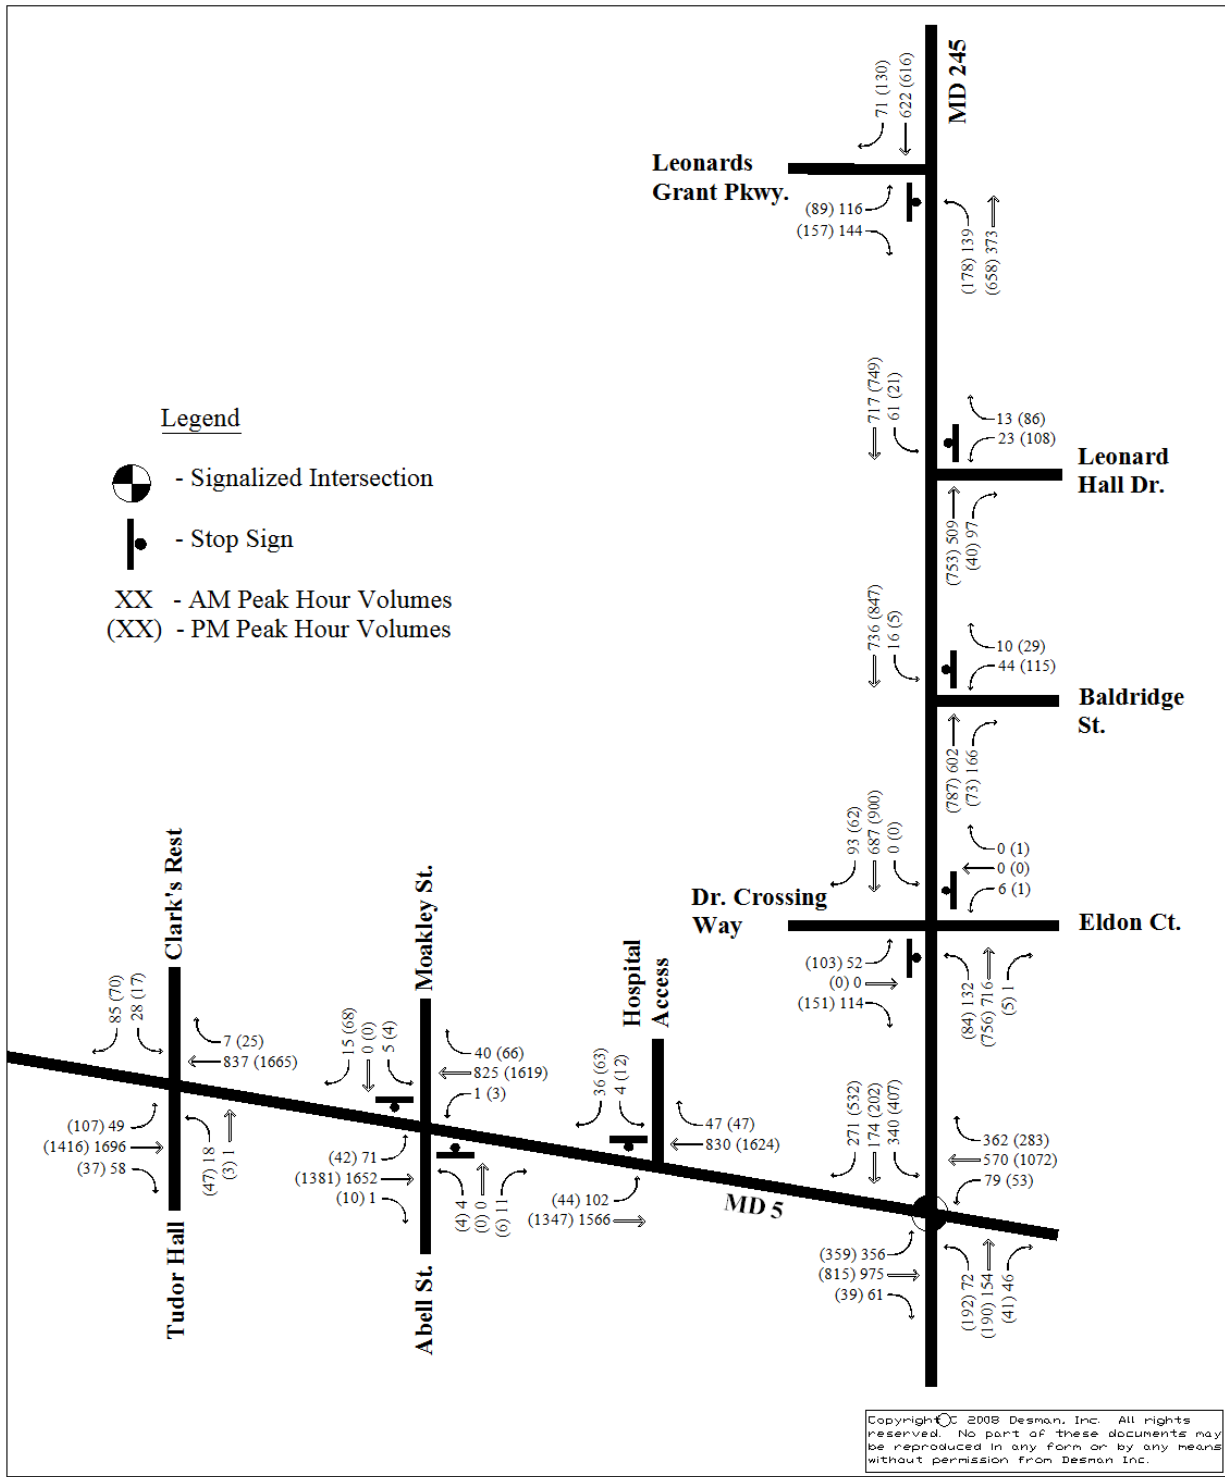 MD 245
71 (130)
622 (616)
Leonards
Grant Pkwy.
(89) 116
(157) 144
(178) 139
(658) 373
717 (749)
61 (21)
13 (86)
23 (108)
Leonard
Hall Dr.
(753) 509
(40) 97
Legend
- Signalized Intersection
- Stop Sign
XX - AM Peak Hour Volumes
(XX) - PM Peak Hour Volumes
736 (847)
16 (5)
10 (29)
44 (115)
Baldridge
St.
(787) 602
(73) 166
93 (62)
687 (900)
0 (0)
0 (1)
0 (0)
6 (1)
Dr. Crossing
Way
Eldon Ct.
(103) 52
(0) 0
(151) 114
(84) 132
(756) 716
(5) 1
Clark's Rest
85 (70)
28 (17)
7 (25)
837 (1665)
(107) 49
(1416) 1696
(37) 58
(47) 18
(3) 1
Tudor Hall
Moakley St.
15 (68)
0 (0)
5 (4)
40 (66)
825 (1619)
1 (3)
(42) 71
(1381) 1652
(10) 1
(4) 4
(0) 0
(6) 11
Abell St.
Hospital
Access
36 (63)
4 (12)
47 (47)
830 (1624)
(44) 102
(1347) 1566
MD 5
271 (532)
174 (202)
340 (407)
362 (283)
570 (1072)
79 (53)
(359) 356
(815) 975
(39) 61
(192) 72
(190) 154
(41) 46
Copyright C 2008 Desman, Inc. All rights
reserved. No part of these documents may
be reproduced in any form or by any means
without permission from Desman Inc.